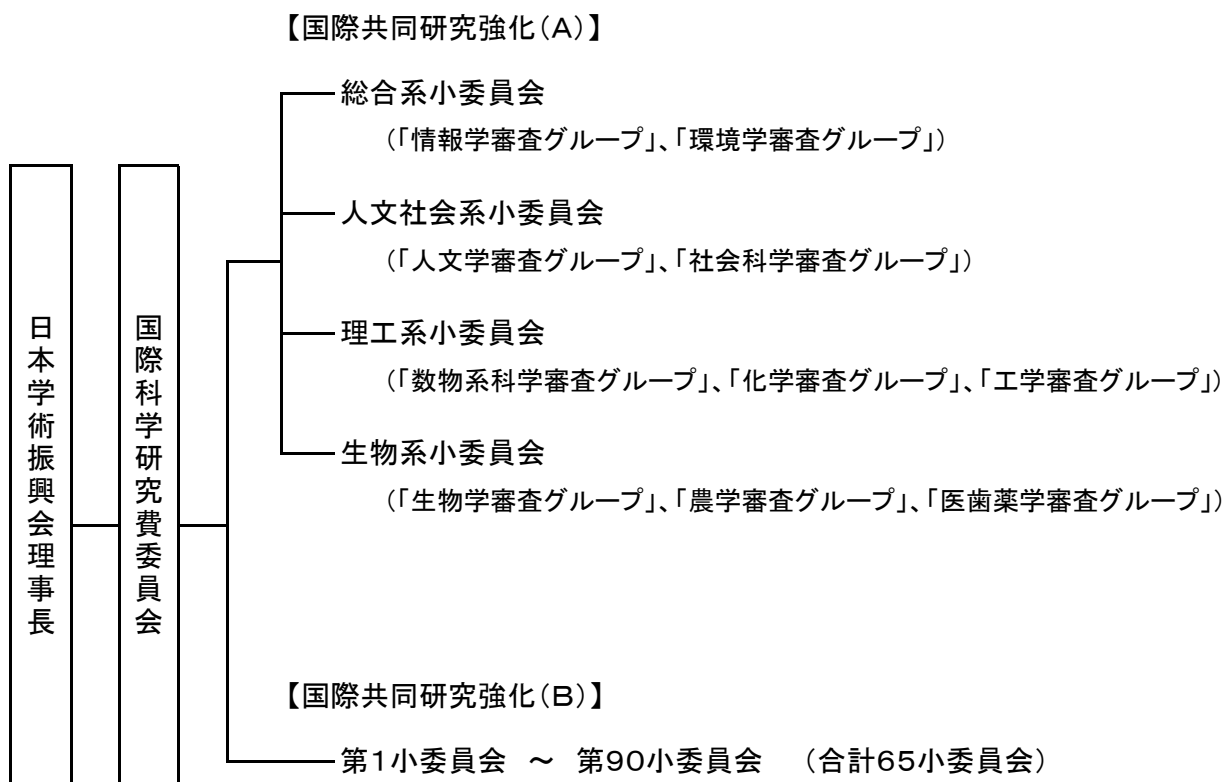 【国際共同研究強化(A)】
総合系小委員会
(「情報学審査グループ」、「環境学審査グループ」)
人文社会系小委員会
(「人文学審査グループ」、「社会科学審査グループ」)
理工系小委員会
(「数物系科学審査グループ」、「化学審査グループ」、「工学審査グループ」)
生物系小委員会
(「生物学審査グループ」、「農学審査グループ」、「医歯薬学審査グループ」)
日本学術振興会理事長
国際科学研究費委員会
【国際共同研究強化(B)】
第1小委員会 ~ 第90小委員会 (合計65小委員会)